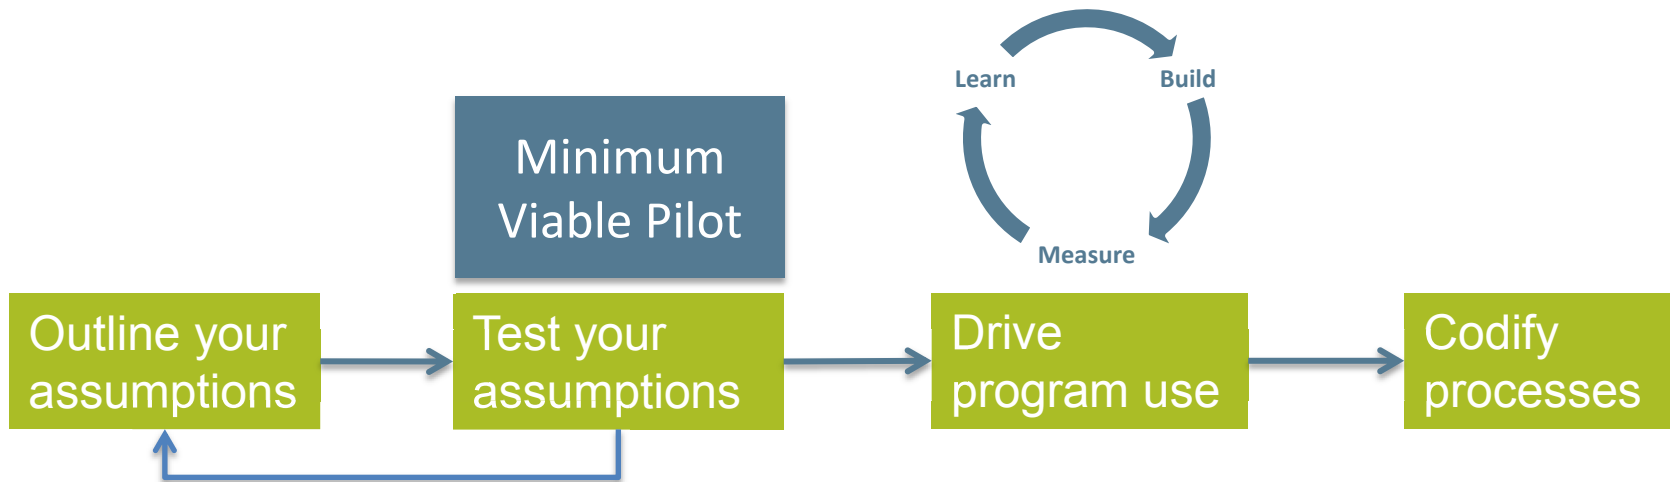 Learn
Build
Measure
Minimum
Viable Pilot
Outline your
assumptions
Test your
assumptions
Drive
program use
Codify
processes